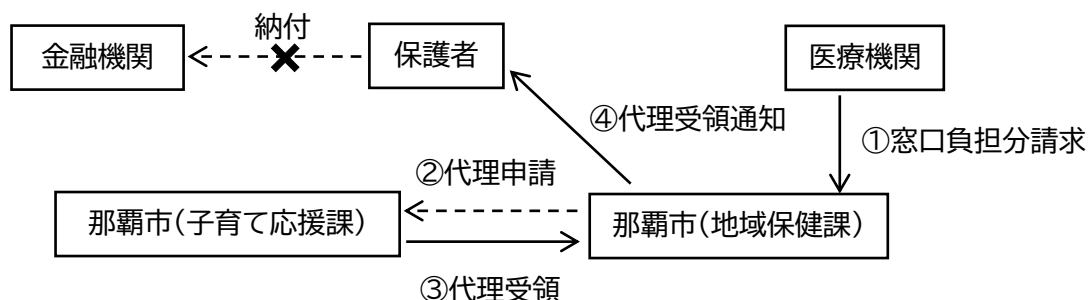 納付
金融機関
保護者
医療機関
④代理受領通知
①窓口負担分請求
②代理申請
那覇市(子育て応援課)
那覇市(地域保健課)
③代理受領